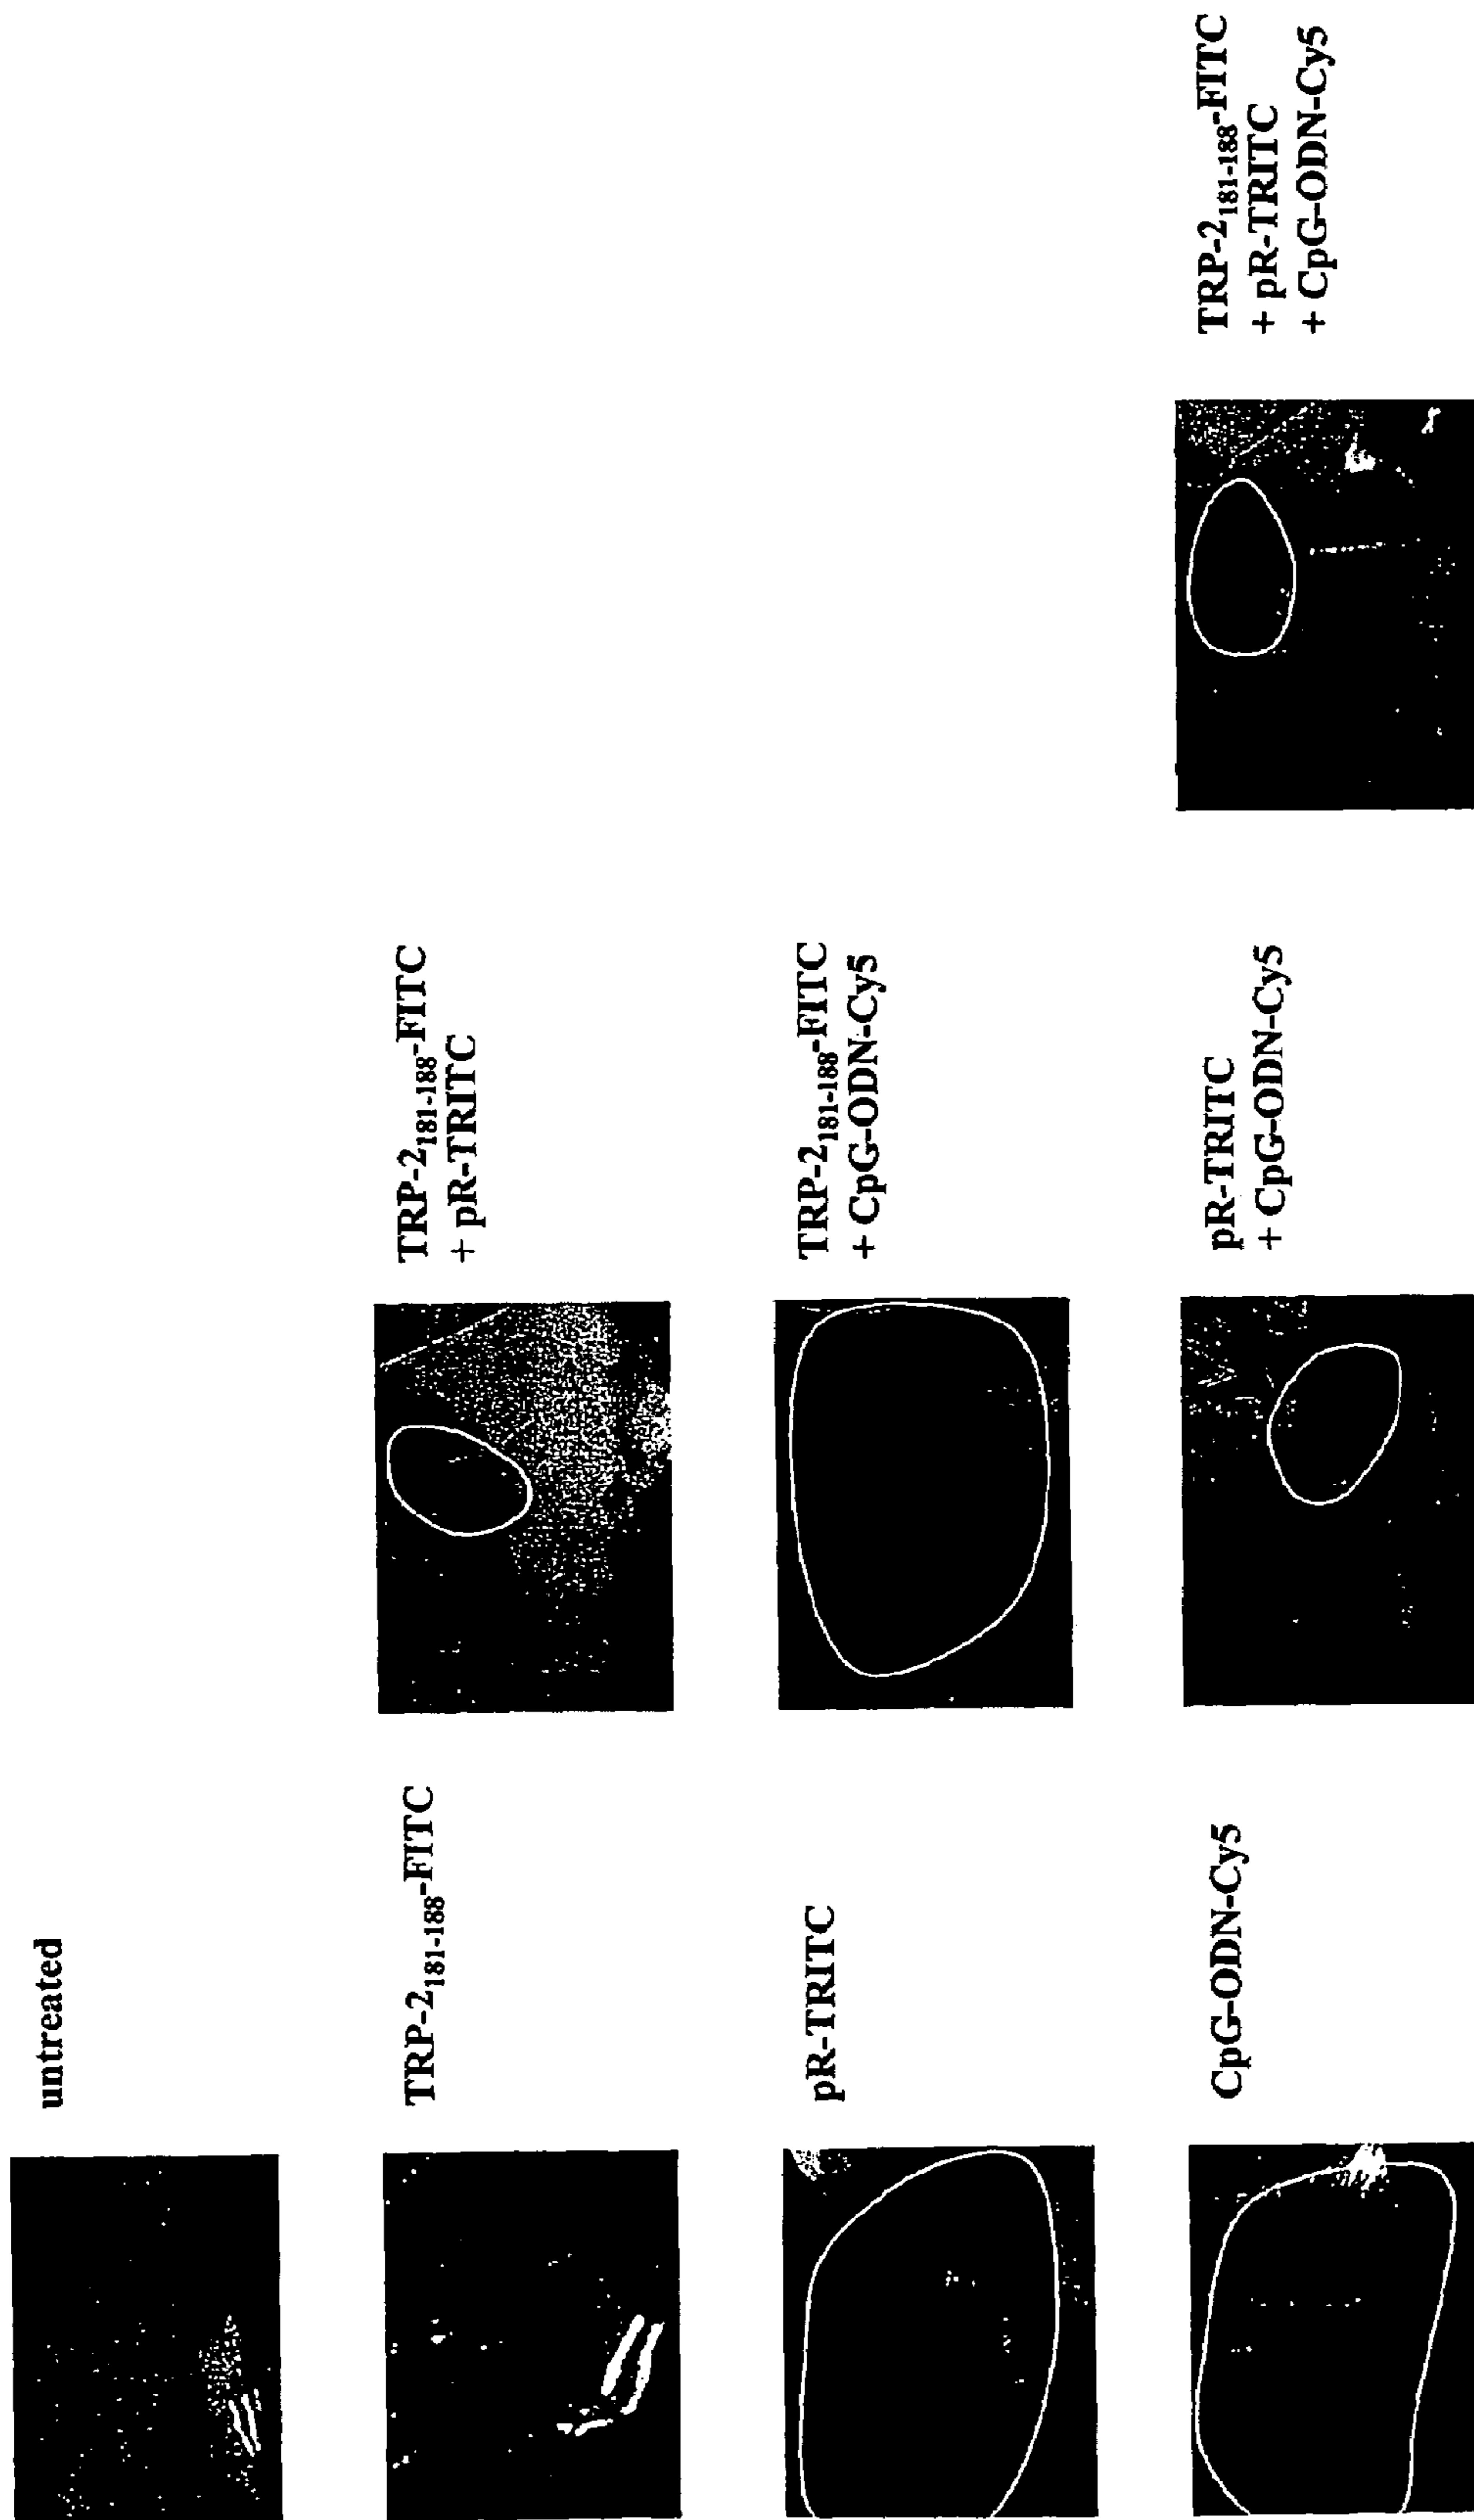 untreated
TRP-2₁₈₁₋₁₈₈-FITC
pR-TRITC
CpG-ODN-Cy5
TRP-2₁₈₁₋₁₈₈-FITC
+ pR-TRITC
TRP-2₁₈₁₋₁₈₈-FITC
+ CpG-ODN-Cy5
pR-TRITC
+ CpG-ODN-Cy5
TRP-2₁₈₁₋₁₈₈-FITC
+ pR-TRITC
+ CpG-ODN-Cy5